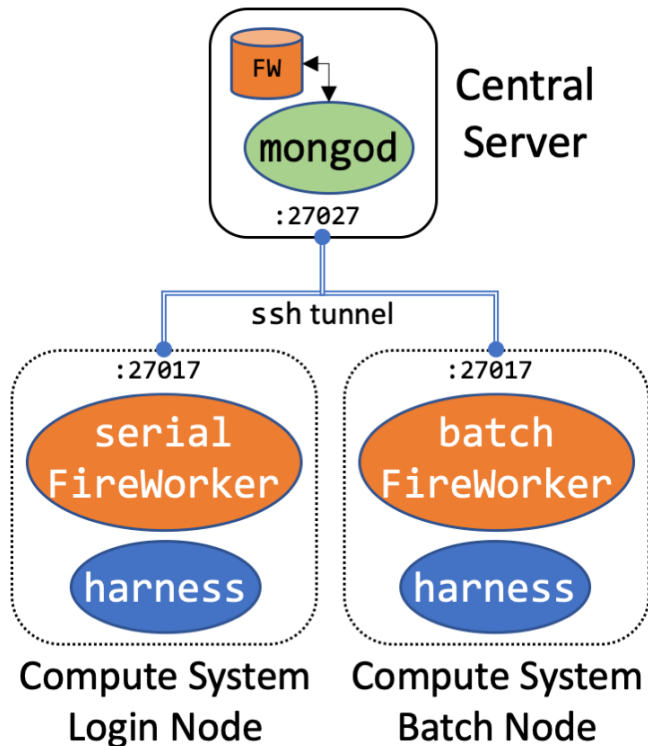 FW
mongod
:27027
Central
Server
ssh tunnel
:27017
serial
FireWorker
harness
Compute System
Login Node
:27017
batch
FireWorker
harness
Compute System
Batch Node